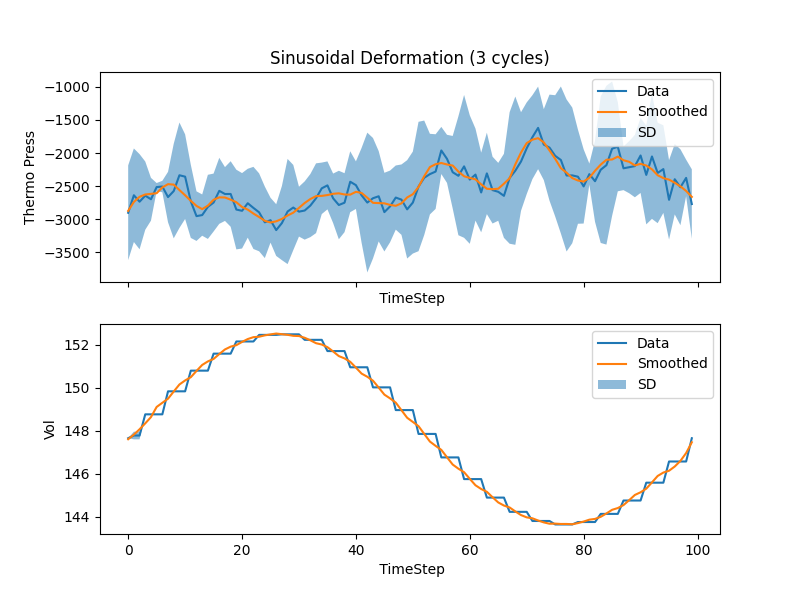 Sinusoidal Deformation (3 cycles)
Thermo Press
−1000
−1500
−2000
−2500
−3000
−3500
Data
Smoothed
SD
TimeStep
Vol
152
150
148
146
144
Data
Smoothed
SD
0 20 40 60 80 100
TimeStep